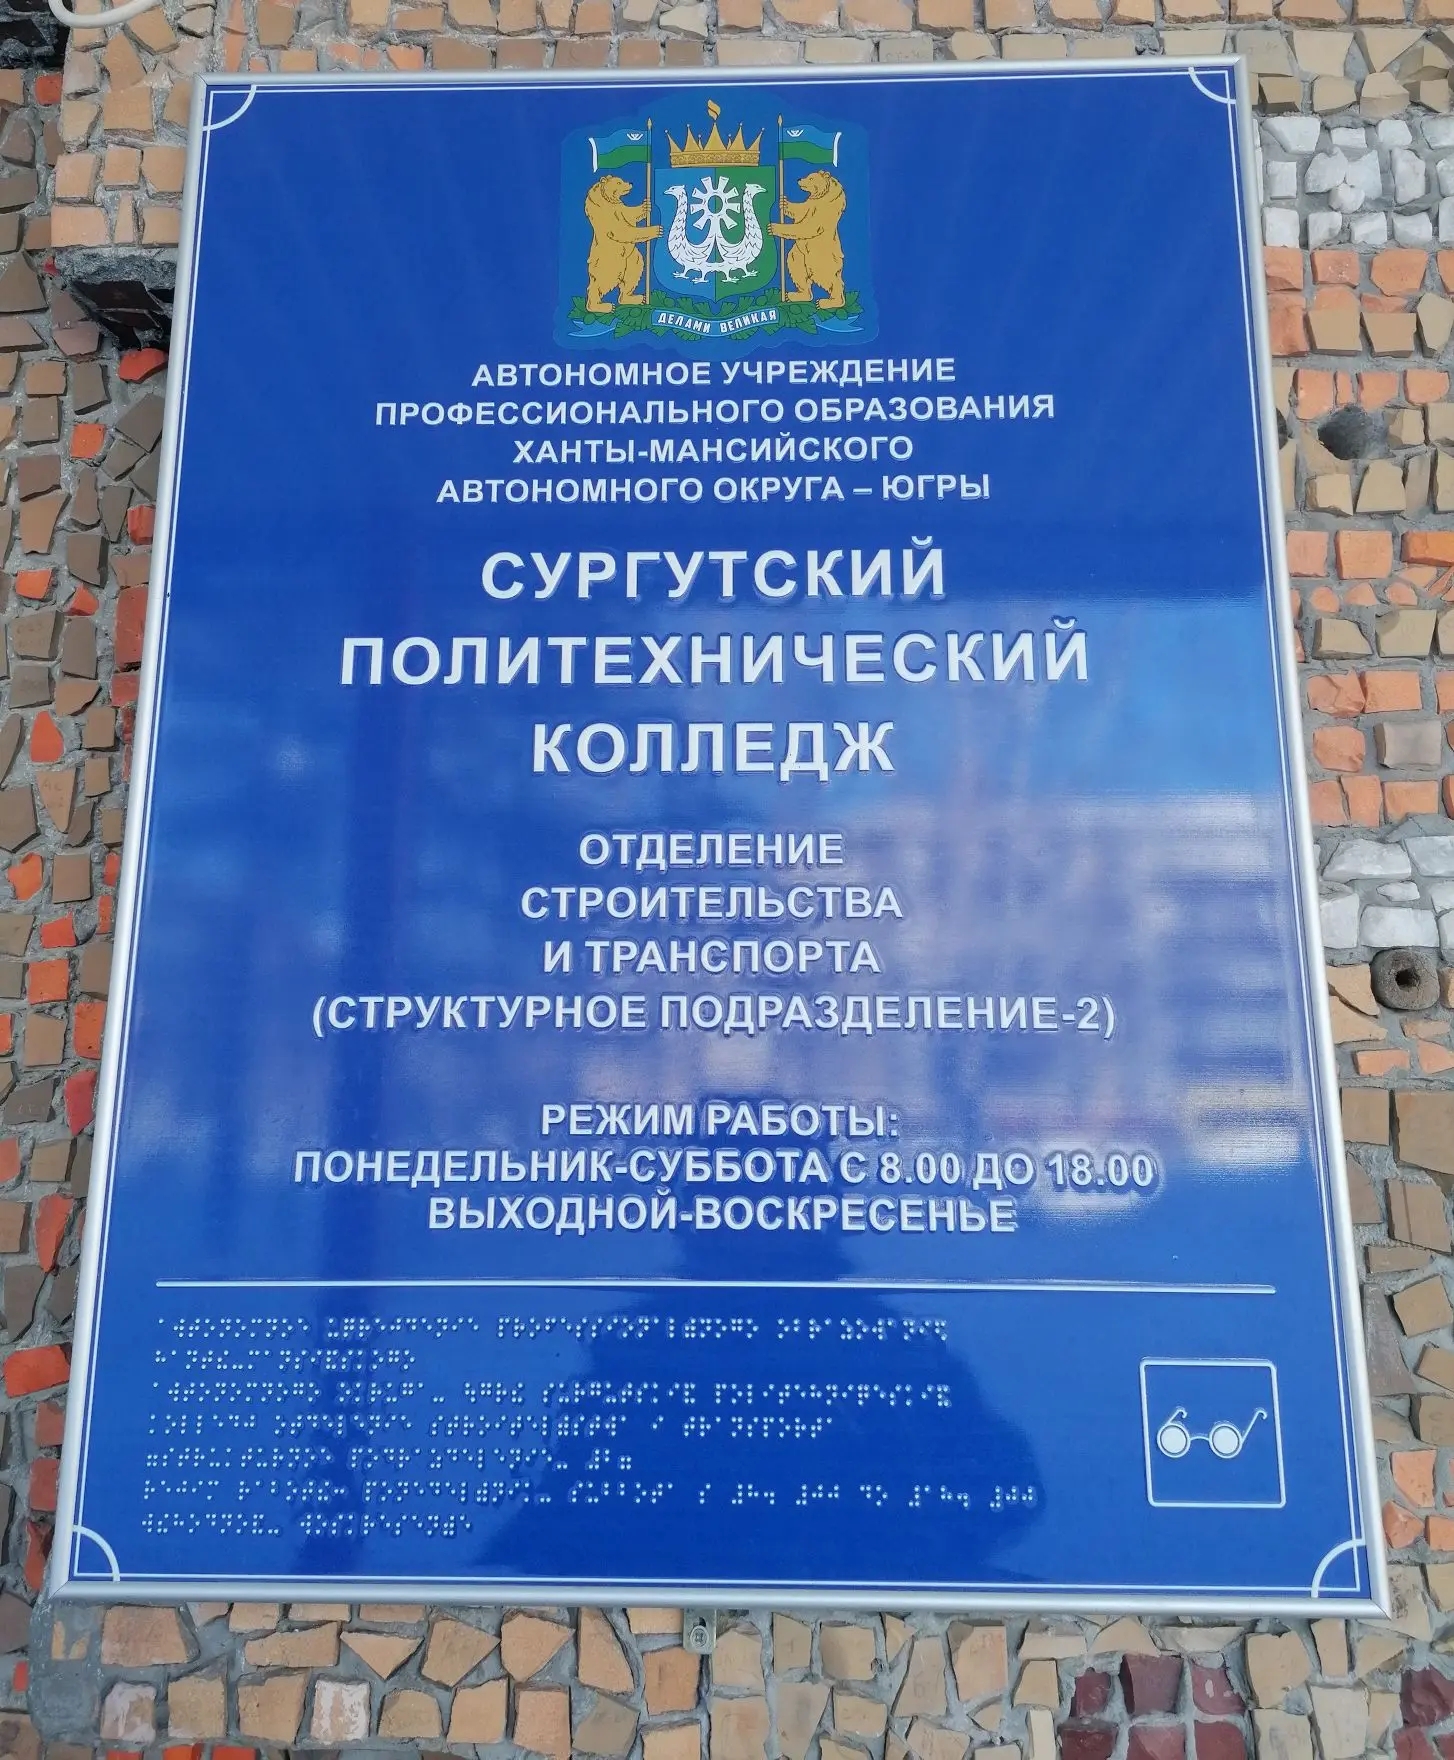 ДЕЛАМИ ВЕЛИКАЯ
АВТОНОМНОЕ УЧРЕЖДЕНИЕ
ПРОФЕССИОНАЛЬНОГО ОБРАЗОВАНИЯ
ХАНТЫ-МАНСИЙСКОГО
АВТОНОМНОГО ОКРУГА – ЮГРЫ
СУРГУТСКИЙ
ПОЛИТЕХНИЧЕСКИЙ
КОЛЛЕДЖ
ОТДЕЛЕНИЕ
СТРОИТЕЛЬСТВА
И ТРАНСПОРТА
(СТРУКТУРНОЕ ПОДРАЗДЕЛЕНИЕ-2)
РЕЖИМ РАБОТЫ:
ПОНЕДЕЛЬНИК-СУББОТА С 8.00 ДО 18.00
ВЫХОДНОЙ-ВОСКРЕСЕНЬЕ